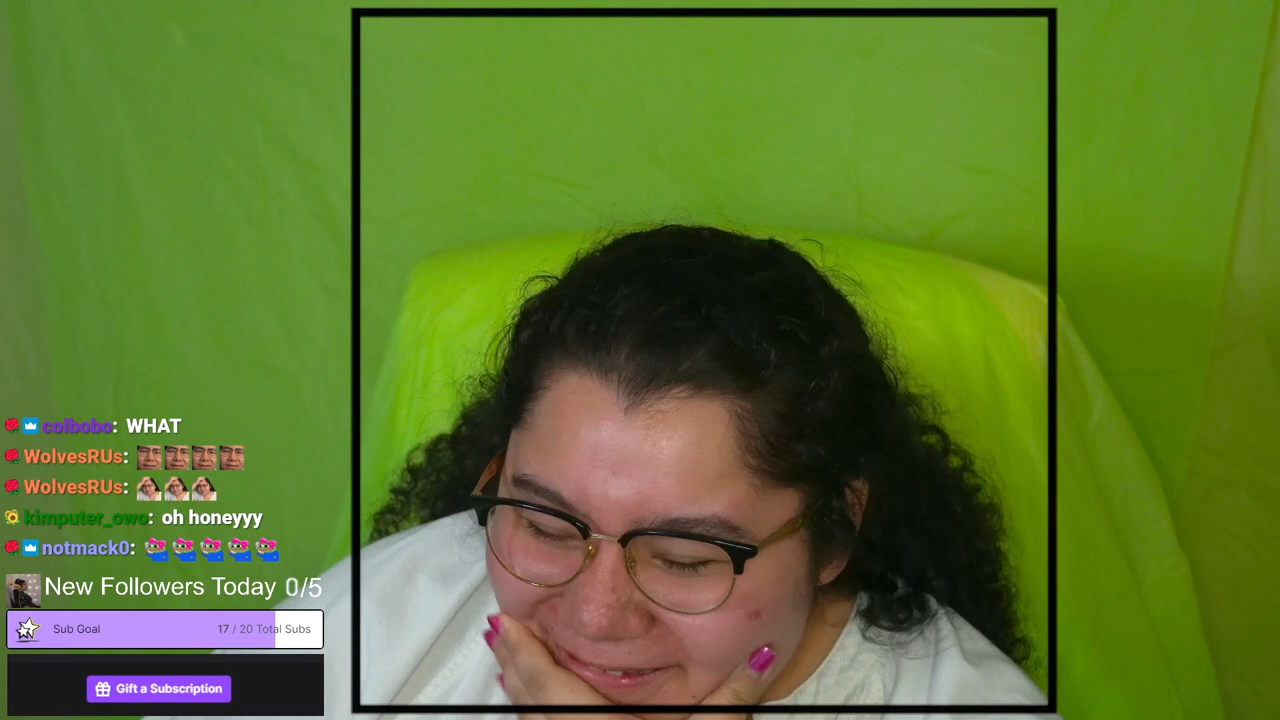 colbobo: WHAT
WolvesRUs:
WolvesRUs:
kimputer_owo: oh honeyyy
notmack0:
New Followers Today 0/5
Sub Goal 17 / 20 Total Subs
Gift a Subscription